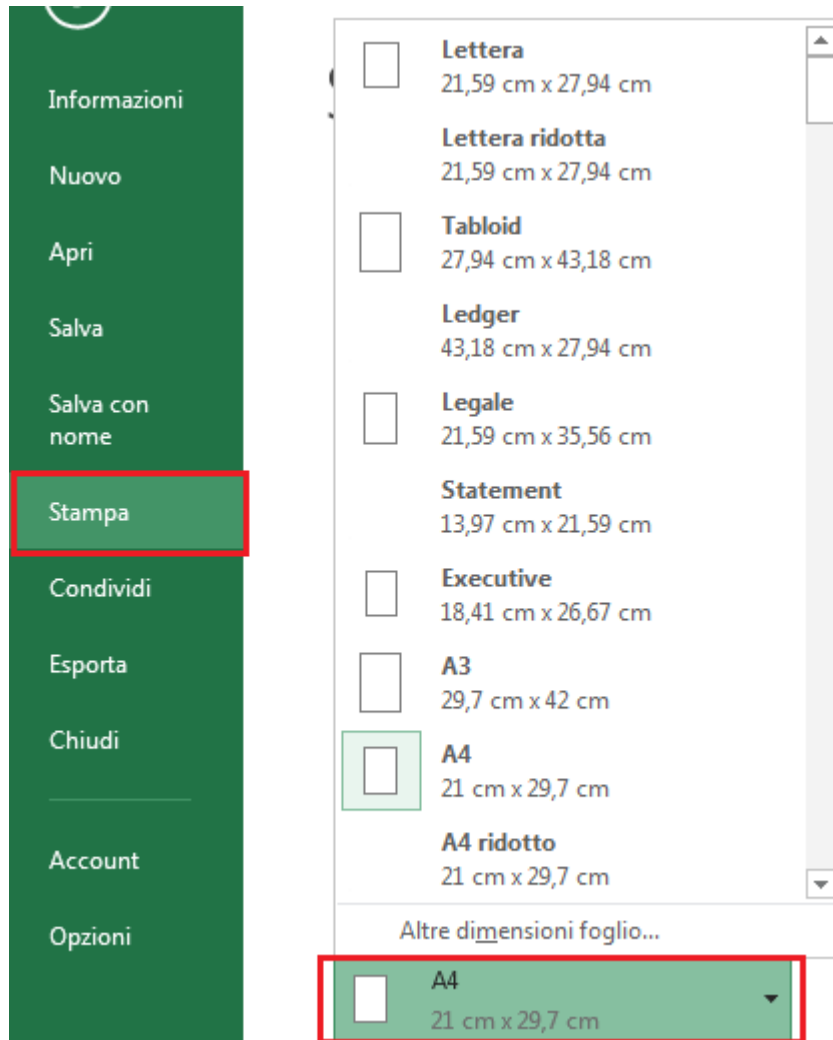 Informazioni
Nuovo
Apri
Salva
Salva con
nome
Stampa
Condividi
Esporta
Chiudi
Account
Opzioni
Lettera
21,59 cm x 27,94 cm
Lettera ridotta
21,59 cm x 27,94 cm
Tabloid
27,94 cm x 43,18 cm
Ledger
43,18 cm x 27,94 cm
Legale
21,59 cm x 35,56 cm
Statement
13,97 cm x 21,59 cm
Executive
18,41 cm x 26,67 cm
A3
29,7 cm x 42 cm
A4
21 cm x 29,7 cm
A4 ridotto
21 cm x 29,7 cm
Altre dimensioni foglio...
A4
21 cm x 29,7 cm